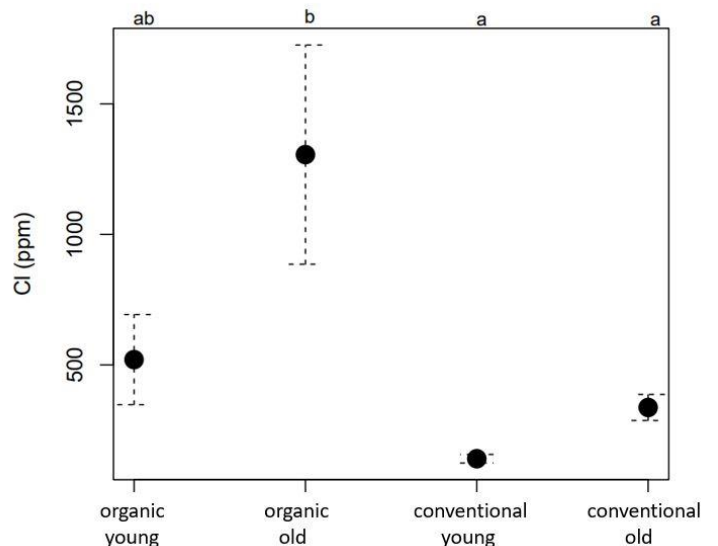 ab b a a
Cl (ppm)
1500
1000
500
organic young
organic old
conventional young
conventional old